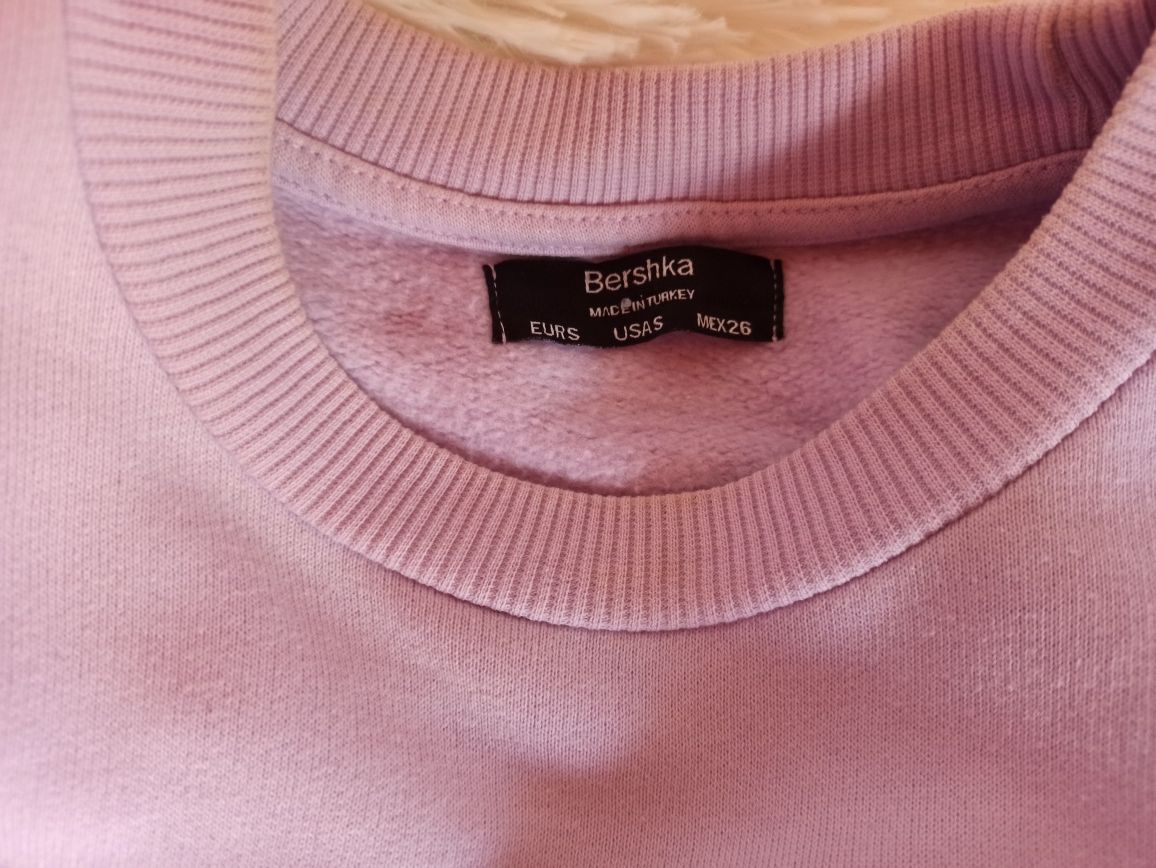 Bershka
MADE IN TURKEY
EUR S USA S MEX 26